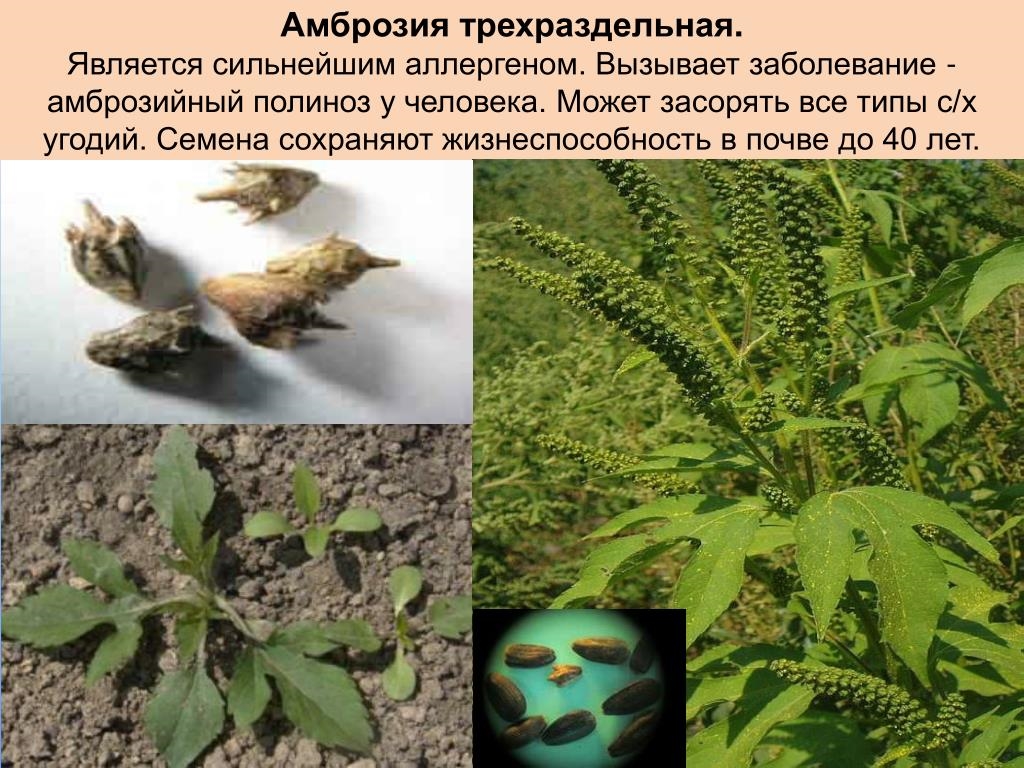 Амброзия трехраздельная.
Является сильнейшим аллергеном. Вызывает заболевание -
амброзийный полиноз у человека. Может засорять все типы с/х
угодий. Семена сохраняют жизнеспособность в почве до 40 лет.